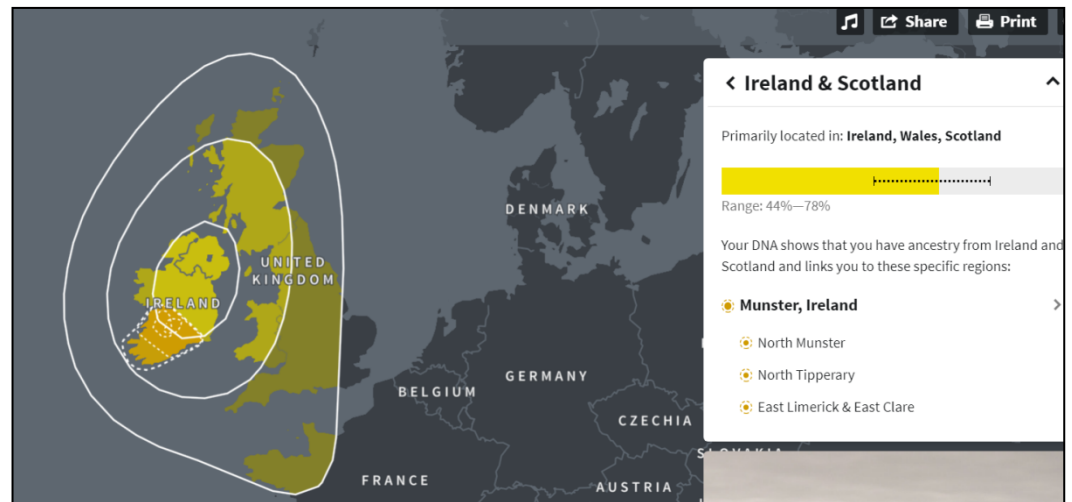 Share
Print
Ireland & Scotland
Primarily located in: Ireland, Wales, Scotland
Range: 44%—78%
Your DNA shows that you have ancestry from Ireland and
Scotland and links you to these specific regions:
Munster, Ireland
North Munster
North Tipperary
East Limerick & East Clare
DENMARK
UNITED
KINGDOM
IRELAND
GERMANY
BELGIUM
CZECHIA
FRANCE
AUSTRIA